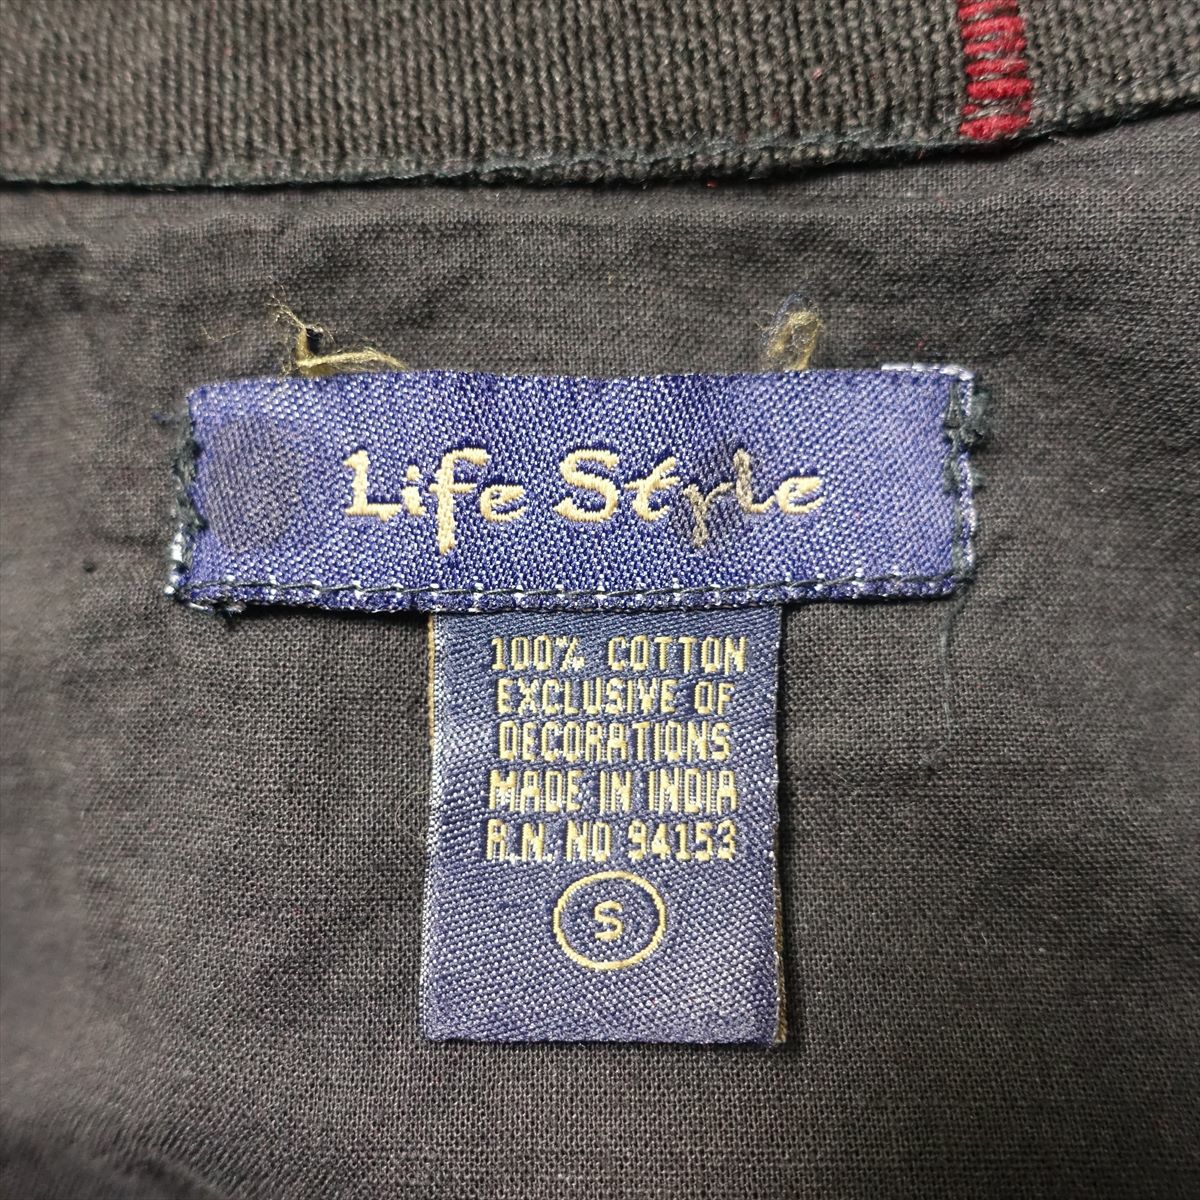 Life Style
100% COTTON
EXCLUSIVE OF
DECORATIONS
MADE IN INDIA
R.N. NO 94153
S